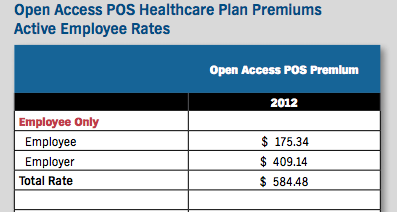 Open Access POS Healthcare Plan Premiums
Active Employee Rates
Open Access POS Premium
2012
Employee Only
Employee $ 175.34
Employer $ 409.14
Total Rate $ 584.48